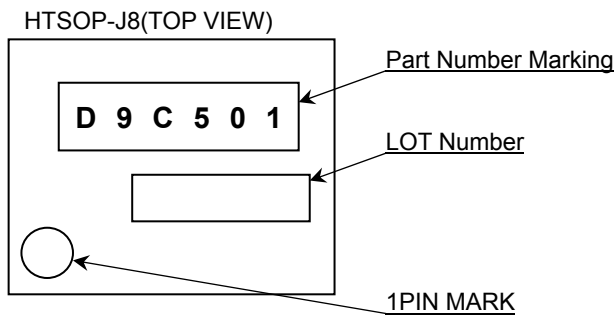 HTSOP-J8(TOP VIEW)
Part Number Marking
D 9 C 5 0 1
LOT Number
1PIN MARK